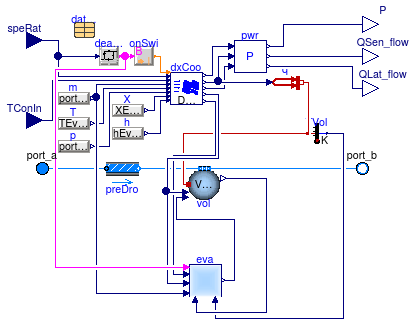 P
speRat
dat...
dea...
onSwi
pwr
QSen_flow
dxCoo
P
QLat_flow
m
port...
X
XE...
D...
TConIn
T
TEv...
h
hEv...
Vol
p
port...
K
port_a
port_b
preDro
V...
vol
eva